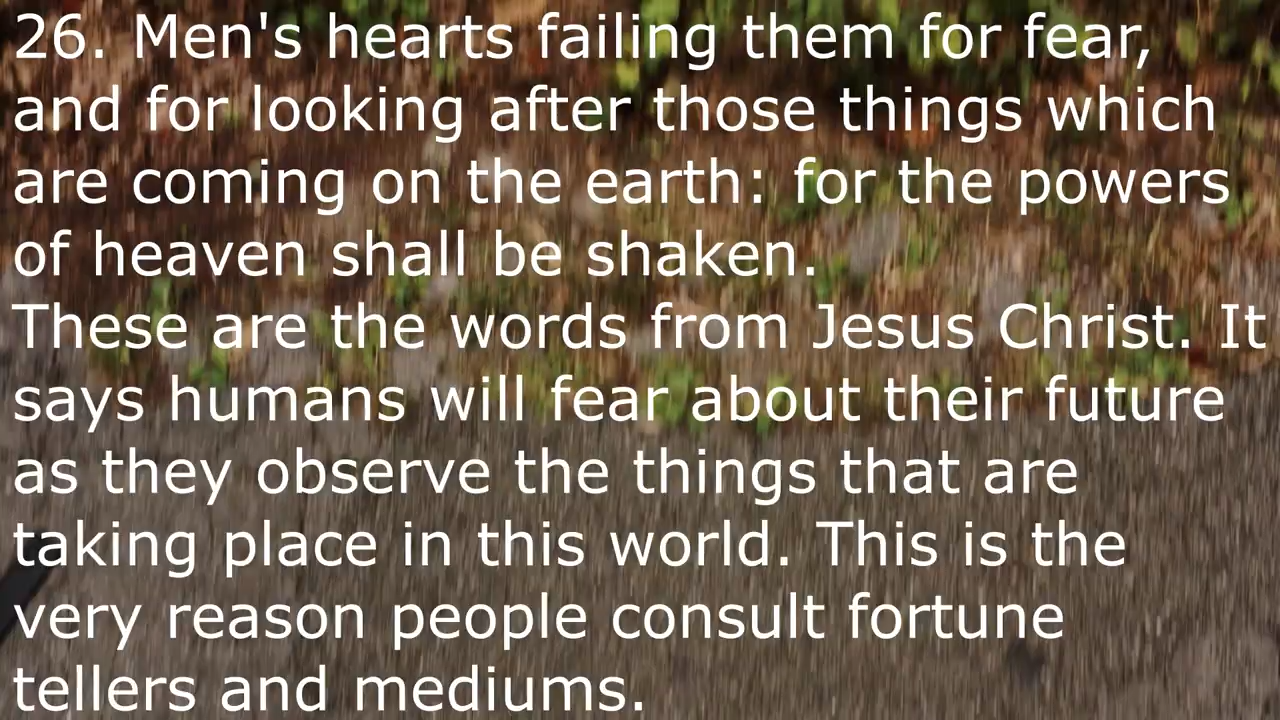 26. Men's hearts failing them for fear,
and for looking after those things which
are coming on the earth: for the powers
of heaven shall be shaken.
These are the words from Jesus Christ. It
says humans will fear about their future
as they observe the things that are
taking place in this world. This is the
very reason people consult fortune
tellers and mediums.